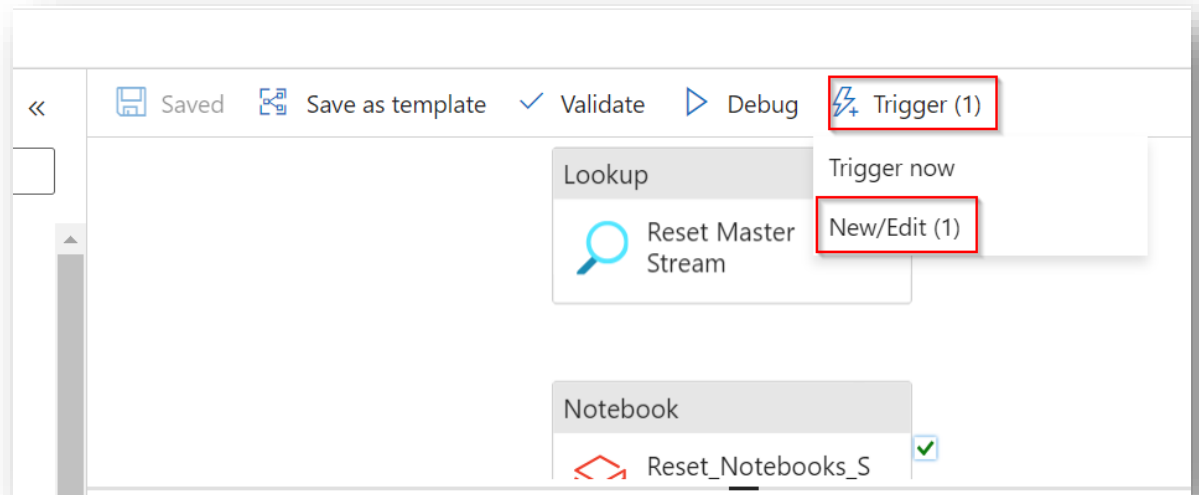 «
Saved
Save as template
Validate
Debug
Trigger (1)
Lookup
Trigger now
Reset Master
Stream
New/Edit (1)
Notebook
Reset_Notebooks_S